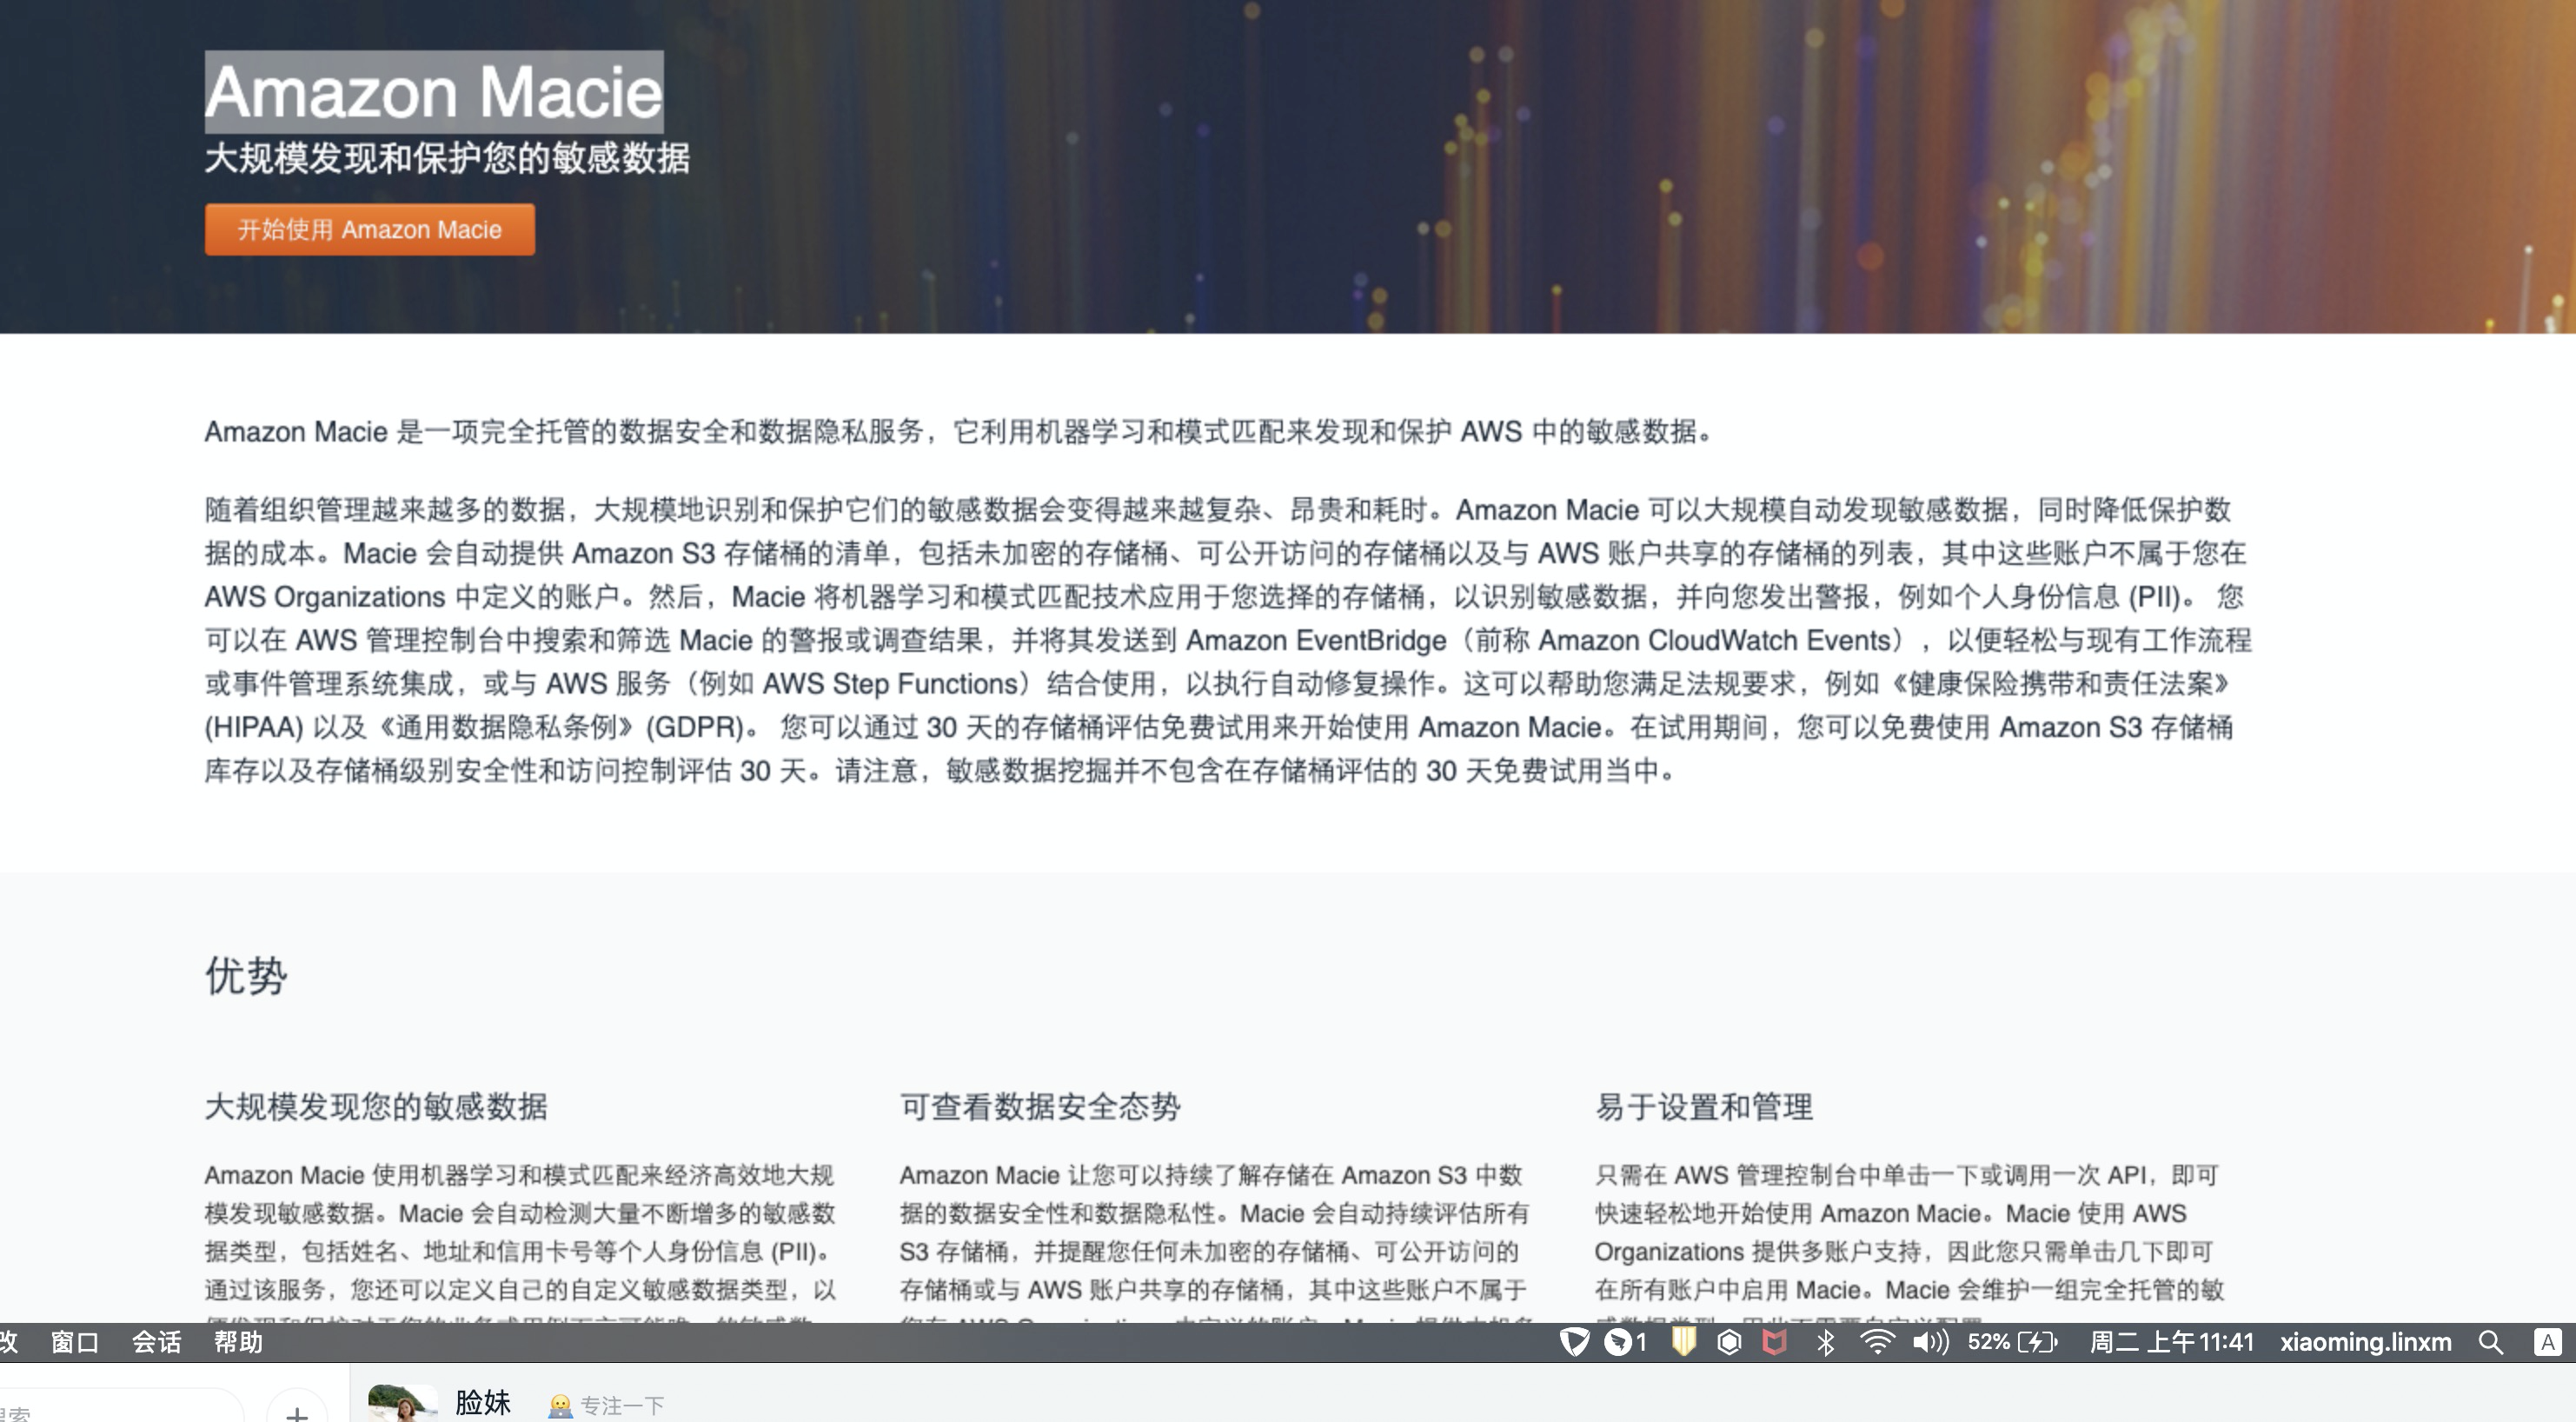 Amazon Macie
大规模发现和保护您的敏感数据
开始使用 Amazon Macie
Amazon Macie 是一项完全托管的数据安全和数据隐私服务，它利用机器学习和模式匹配来发现和保护 AWS 中的敏感数据。
随着组织管理越来越多的数据，大规模地识别和保护它们的敏感数据会变得越来越复杂、昂贵和耗时。Amazon Macie 可以大规模自动发现敏感数据，同时降低保护数
据的成本。Macie 会自动提供 Amazon S3 存储桶的清单，包括未加密的存储桶、可公开访问的存储桶以及与 AWS 账户共享的存储桶的列表，其中这些账户不属于您在
AWS Organizations 中定义的账户。然后，Macie 将机器学习和模式匹配技术应用于您选择的存储桶，以识别敏感数据，并向您发出警报，例如个人身份信息 (PII)。 您
可以在 AWS 管理控制台中搜索和筛选 Macie 的警报或调查结果，并将其发送到 Amazon EventBridge（前称 Amazon CloudWatch Events），以便轻松与现有工作流程
或事件管理系统集成，或与 AWS 服务（例如 AWS Step Functions）结合使用，以执行自动修复操作。这可以帮助您满足法规要求，例如《健康保险携带和责任法案》
(HIPAA) 以及《通用数据隐私条例》(GDPR)。 您可以通过 30 天的存储桶评估免费试用来开始使用 Amazon Macie。在试用期间，您可以免费使用 Amazon S3 存储桶
库存以及存储桶级别安全性和访问控制评估 30 天。请注意，敏感数据挖掘并不包含在存储桶评估的 30 天免费试用当中。
优势
大规模发现您的敏感数据
Amazon Macie 使用机器学习和模式匹配来经济高效地大规
模发现敏感数据。Macie 会自动检测大量不断增多的敏感数
据类型，包括姓名、地址和信用卡号等个人身份信息 (PII)。
通过该服务，您还可以定义自己的自定义敏感数据类型，以
可查看数据安全态势
Amazon Macie 让您可以持续了解存储在 Amazon S3 中数
据的数据安全性和数据隐私性。Macie 会自动持续评估所有
S3 存储桶，并提醒您任何未加密的存储桶、可公开访问的
存储桶或与 AWS 账户共享的存储桶，其中这些账户不属于
易于设置和管理
只需在 AWS 管理控制台中单击一下或调用一次 API，即可
快速轻松地开始使用 Amazon Macie。Macie 使用 AWS
Organizations 提供多账户支持，因此您只需单击几下即可
在所有账户中启用 Macie。Macie 会维护一组完全托管的敏
窗口 会话 帮助 1 52% 周二 上午11:41 xiaoming.linxm A
脸妹 专注一下